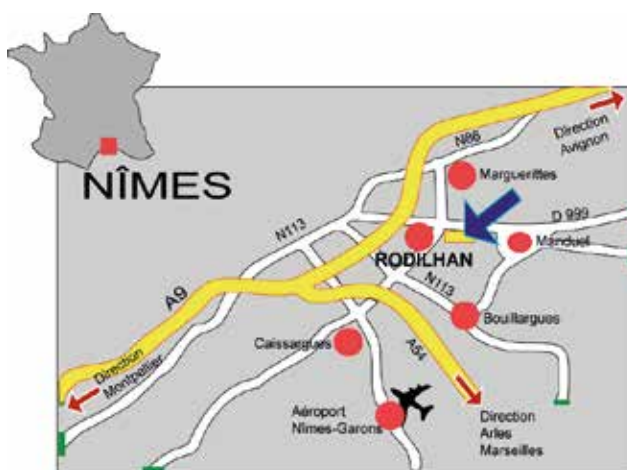 NÎMES
N86
Direction
Avignon
Marguerittes
D 999
N113
RODILHAN
Manduel
N113
A9
Bouillargues
Caissargues
A54
Direction
Montpellier
Aéroport
Nîmes-Garons
Direction
Arles
Marseilles